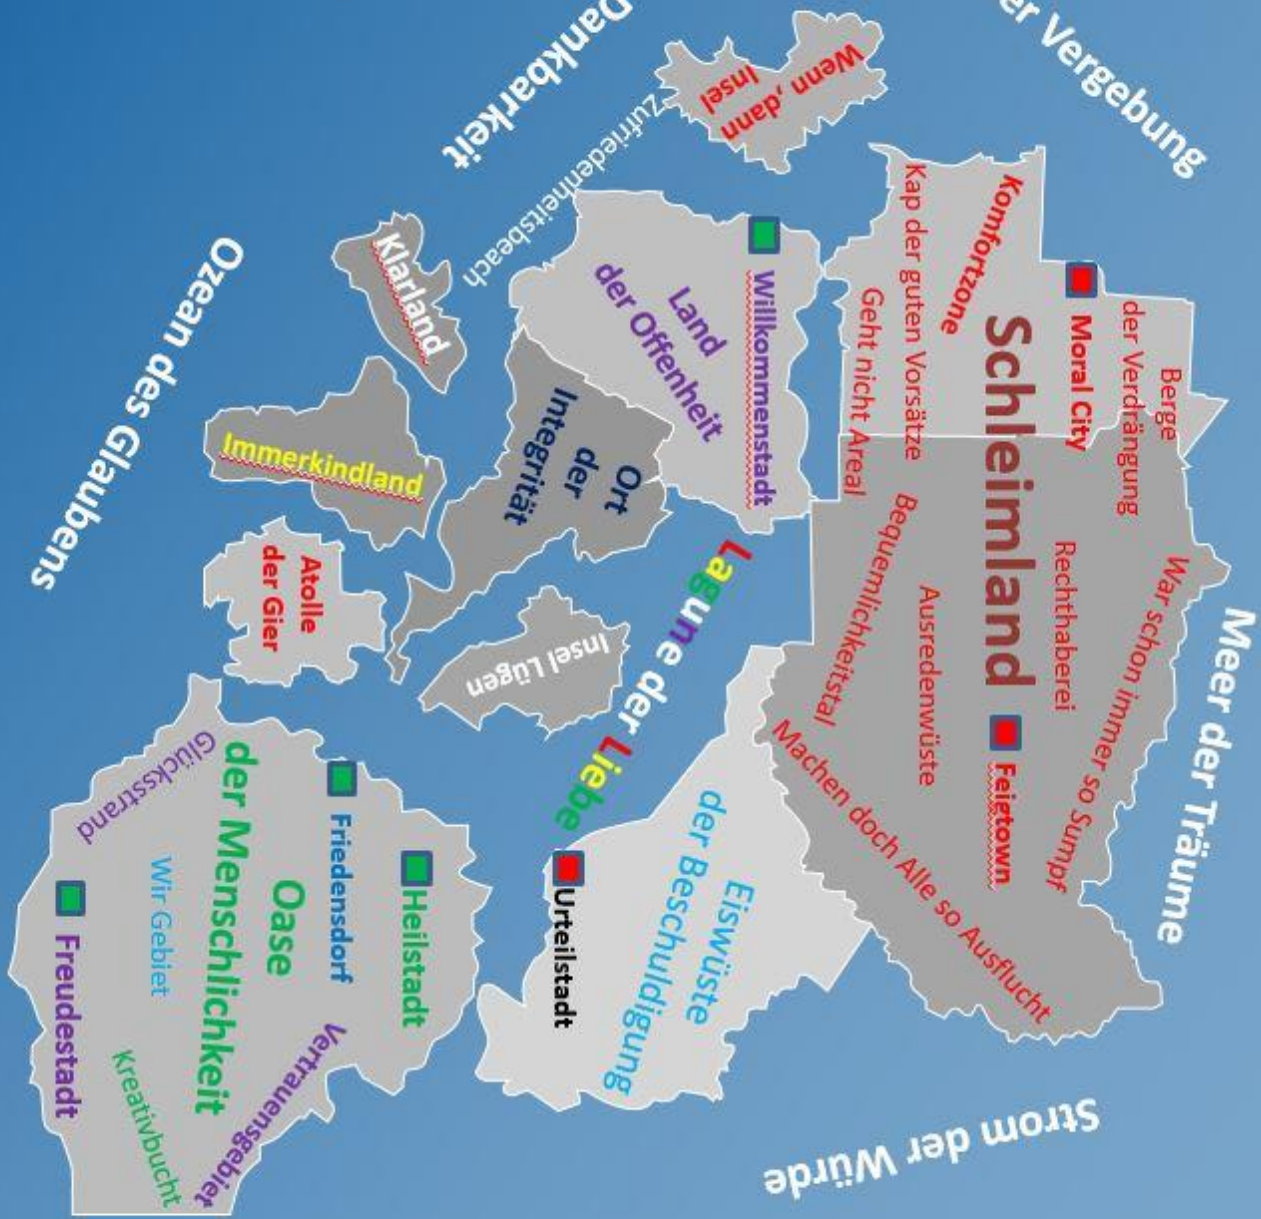 er Vergebung
Meer der Träume
Berge
der Verdrängung
War schon immer so Sumpf
Moral City
Rechthaberei
Schleimland
Feigtown
Komfortzone
Kap der guten Vorsätze
Ausredenwüste
Geht nicht Areal
Bequemlichkeitstal
Machen doch Alle so Ausflucht
Strom der Würde
Wenn ,dann
Insel
Willkommenstadt
Land
der Offenheit
Zufriedenheitsbeach
Dankbarkeit
Lagune der Liebe
Eiswüste
der Beschuldigung
Urteilstadt
Ort
der
Integrität
Insel Lügen
Klarland
Immerkindland
Atolle
der Gier
Heilstadt
Friedensdorf
Oase
der Menschlichkeit
Vertrauensgebiet
Glücksstrand
Wir Gebiet
Kreativbucht
Freudestadt
Ozean des Glaubens